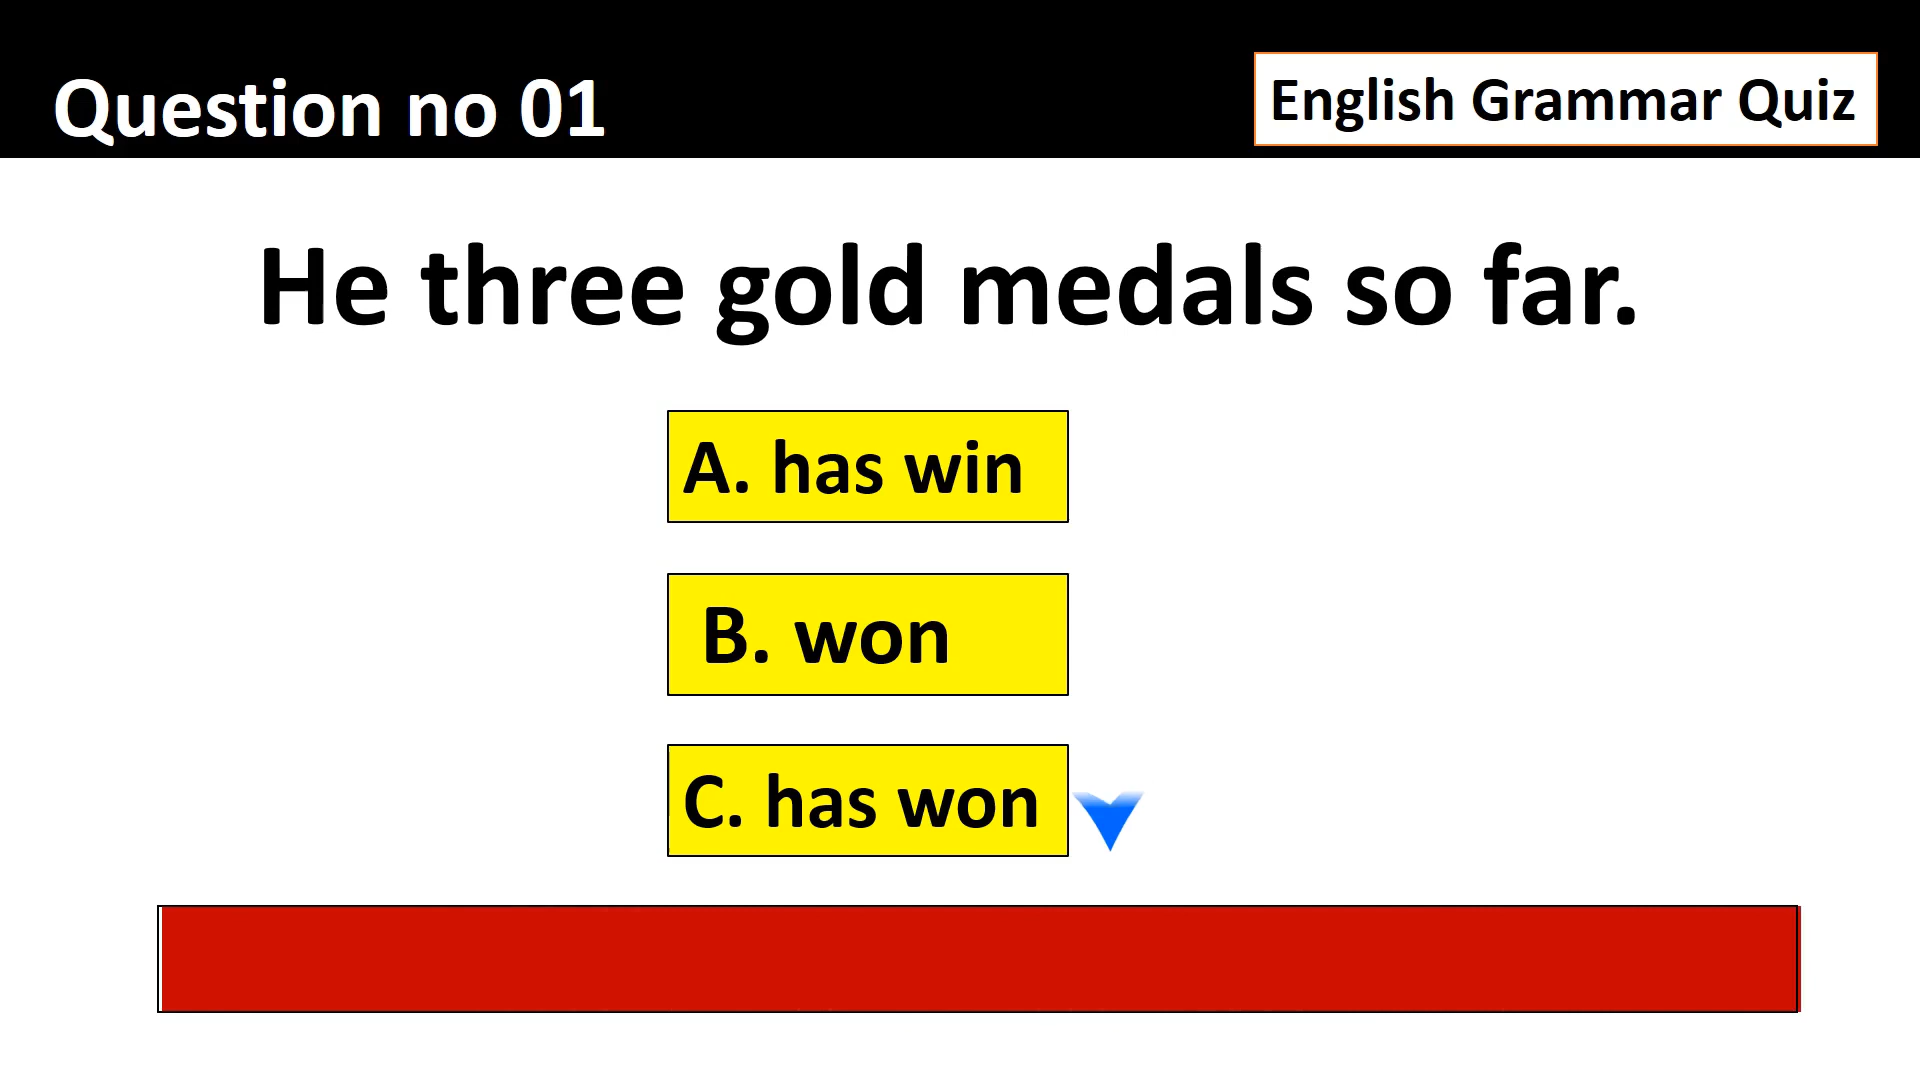 Question no 01
English Grammar Quiz
He three gold medals so far.
A. has win
B. won
C. has won